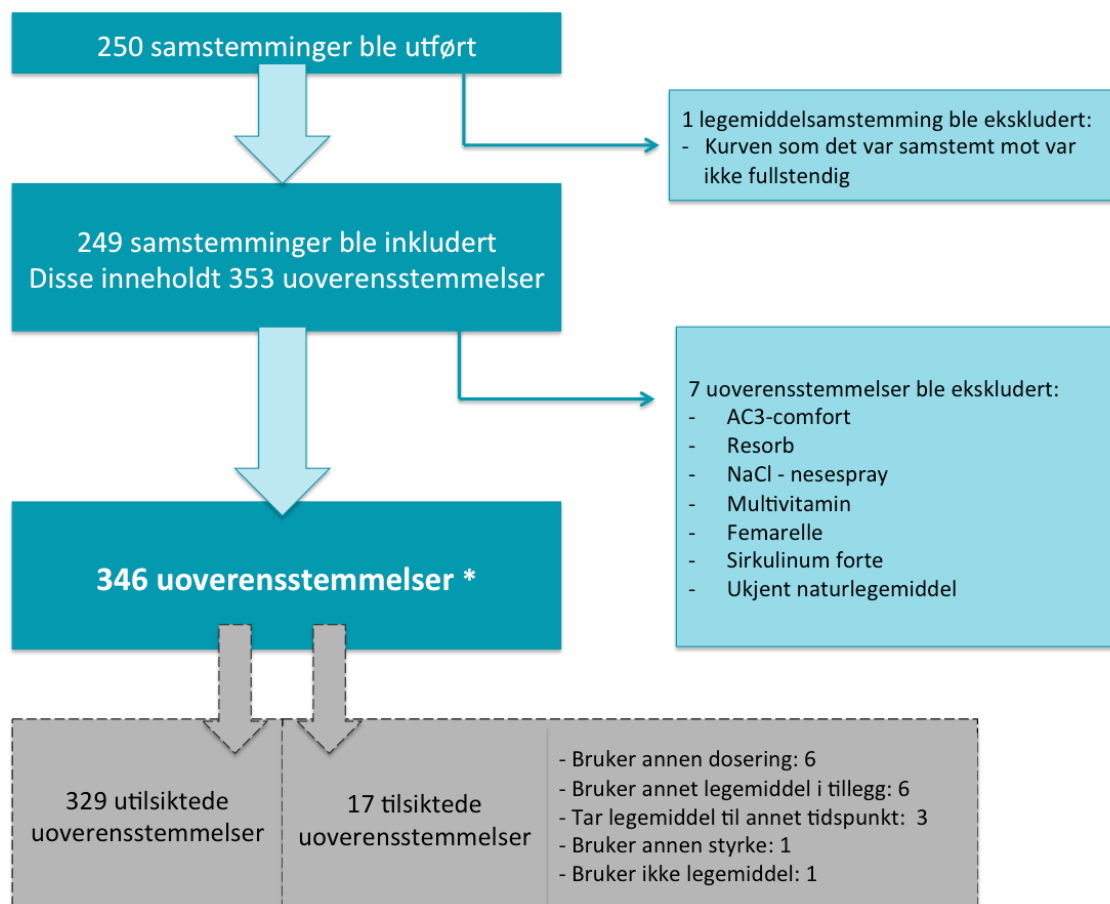 250 samstemminger ble utført
1 legemiddelsamstemming ble ekskludert:
- Kurven som det var samstemt mot var
ikke fullstendig
249 samstemminger ble inkludert
Disse inneholdt 353 uoverensstemmelser
7 uoverensstemmelser ble ekskludert:
- AC3-comfort
- Resorb
- NaCl - nesespray
- Multivitamin
- Femarelle
- Sirkulinum forte
- Ukjent naturlegemiddel
346 uoverensstemmelser *
329 utilsiktede
uoverensstemmelser
17 tilsiktede
uoverensstemmelser
- Bruker annen dosering: 6
- Bruker annet legemiddel i tillegg: 6
- Tar legemiddel til annet tidspunkt: 3
- Bruker annen styrke: 1
- Bruker ikke legemiddel: 1